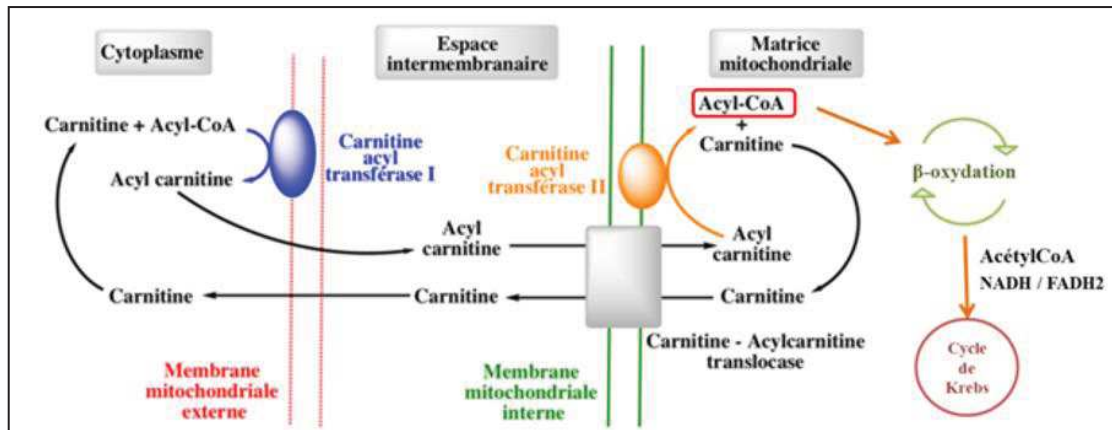 Cytoplasme
Espace
intermembranaire
Matrice
mitochondriale
Carnitine + Acyl-CoA
Acyl carnitine
Carnitine
acyl
transférase I
Carnitine
acyl
transférase II
Acyl-CoA
+
Carnitine
β-oxydation
Acyl
carnitine
Acyl
carnitine
AcétylCoA
NADH / FADH2
Carnitine
Carnitine
Carnitine
Carnitine - Acylcarnitine
translocase
Membrane
mitochondriale
externe
Membrane
mitochondriale
interne
Cycle
de
Krebs